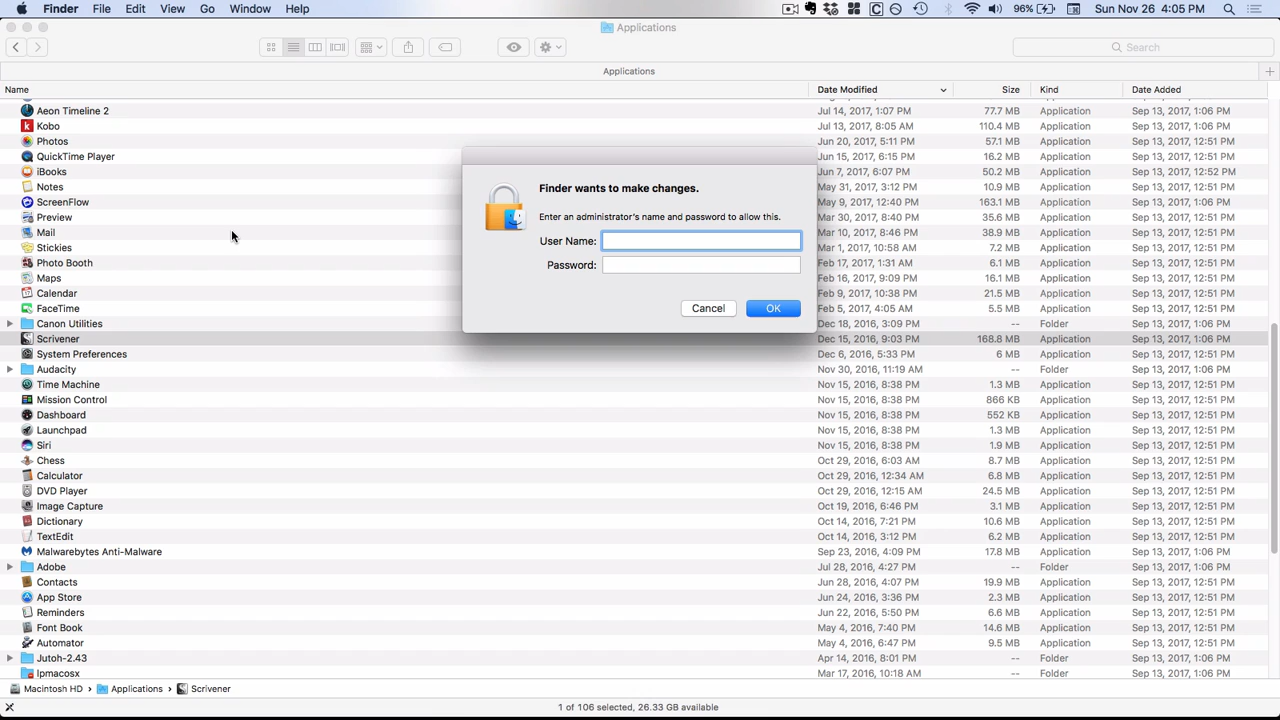 Finder File Edit View Go Window Help 96% Sun Nov 26 4:05 PM
Applications
Search
Applications
Name Date Modified Size Kind Date Added
Aeon Timeline 2 Jul 14, 2017, 1:07 PM 77.7 MB Application Sep 13, 2017, 1:06 PM
Kobo Jul 13, 2017, 8:05 AM 110.4 MB Application Sep 13, 2017, 1:06 PM
Photos Jun 20, 2017, 5:11 PM 57.1 MB Application Sep 13, 2017, 12:51 PM
QuickTime Player Jun 15, 2017, 6:15 PM 16.2 MB Application Sep 13, 2017, 12:51 PM
iBooks Jun 7, 2017, 6:07 PM 50.2 MB Application Sep 13, 2017, 12:52 PM
Notes May 31, 2017, 3:12 PM 10.9 MB Application Sep 13, 2017, 12:51 PM
ScreenFlow May 9, 2017, 12:40 PM 163.1 MB Application Sep 13, 2017, 1:06 PM
Preview Mar 30, 2017, 8:40 PM 35.6 MB Application Sep 13, 2017, 12:51 PM
Mail Mar 10, 2017, 8:46 PM 38.9 MB Application Sep 13, 2017, 12:51 PM
Stickies Mar 1, 2017, 10:58 AM 7.2 MB Application Sep 13, 2017, 12:51 PM
Photo Booth Feb 17, 2017, 1:31 AM 6.1 MB Application Sep 13, 2017, 12:51 PM
Maps Feb 16, 2017, 9:09 PM 16.1 MB Application Sep 13, 2017, 12:51 PM
Calendar Feb 9, 2017, 10:38 PM 21.5 MB Application Sep 13, 2017, 12:51 PM
FaceTime Feb 5, 2017, 4:05 AM 5.5 MB Application Sep 13, 2017, 12:51 PM
Canon Utilities Dec 18, 2016, 3:09 PM -- Folder Sep 13, 2017, 1:06 PM
Scrivener Dec 15, 2016, 9:03 PM 168.8 MB Application Sep 13, 2017, 1:06 PM
System Preferences Dec 6, 2016, 5:33 PM 6 MB Application Sep 13, 2017, 12:51 PM
Audacity Nov 30, 2016, 11:19 AM -- Folder Sep 13, 2017, 1:06 PM
Time Machine Nov 15, 2016, 8:38 PM 1.3 MB Application Sep 13, 2017, 12:51 PM
Mission Control Nov 15, 2016, 8:38 PM 866 KB Application Sep 13, 2017, 12:51 PM
Dashboard Nov 15, 2016, 8:38 PM 552 KB Application Sep 13, 2017, 12:51 PM
Launchpad Nov 15, 2016, 8:38 PM 1.3 MB Application Sep 13, 2017, 12:51 PM
Siri Nov 15, 2016, 8:38 PM 1.9 MB Application Sep 13, 2017, 12:51 PM
Chess Oct 29, 2016, 6:03 AM 8.7 MB Application Sep 13, 2017, 12:51 PM
Calculator Oct 29, 2016, 12:34 AM 6.8 MB Application Sep 13, 2017, 12:51 PM
DVD Player Oct 29, 2016, 12:15 AM 24.5 MB Application Sep 13, 2017, 12:51 PM
Image Capture Oct 19, 2016, 6:46 PM 3.1 MB Application Sep 13, 2017, 12:51 PM
Dictionary Oct 14, 2016, 7:21 PM 10.6 MB Application Sep 13, 2017, 12:51 PM
TextEdit Oct 14, 2016, 3:12 PM 6.2 MB Application Sep 13, 2017, 12:51 PM
Malwarebytes Anti-Malware Sep 23, 2016, 4:09 PM 17.8 MB Application Sep 13, 2017, 1:06 PM
Adobe Jul 28, 2016, 4:27 PM -- Folder Sep 13, 2017, 1:06 PM
Contacts Jun 28, 2016, 4:07 PM 19.9 MB Application Sep 13, 2017, 12:51 PM
App Store Jun 24, 2016, 3:36 PM 2.3 MB Application Sep 13, 2017, 12:51 PM
Reminders Jun 22, 2016, 5:50 PM 6.6 MB Application Sep 13, 2017, 12:51 PM
Font Book May 4, 2016, 7:40 PM 14.6 MB Application Sep 13, 2017, 12:51 PM
Automator May 4, 2016, 6:47 PM 9.5 MB Application Sep 13, 2017, 12:51 PM
Jutoh-2.43 Apr 14, 2016, 8:01 PM -- Folder Sep 13, 2017, 1:06 PM
lpmacosx Mar 17, 2016, 10:18 AM -- Folder Sep 13, 2017, 1:06 PM
Finder wants to make changes.
Enter an administrator's name and password to allow this.
User Name:
Password:
Cancel OK
Macintosh HD Applications Scrivener
1 of 106 selected, 26.33 GB available